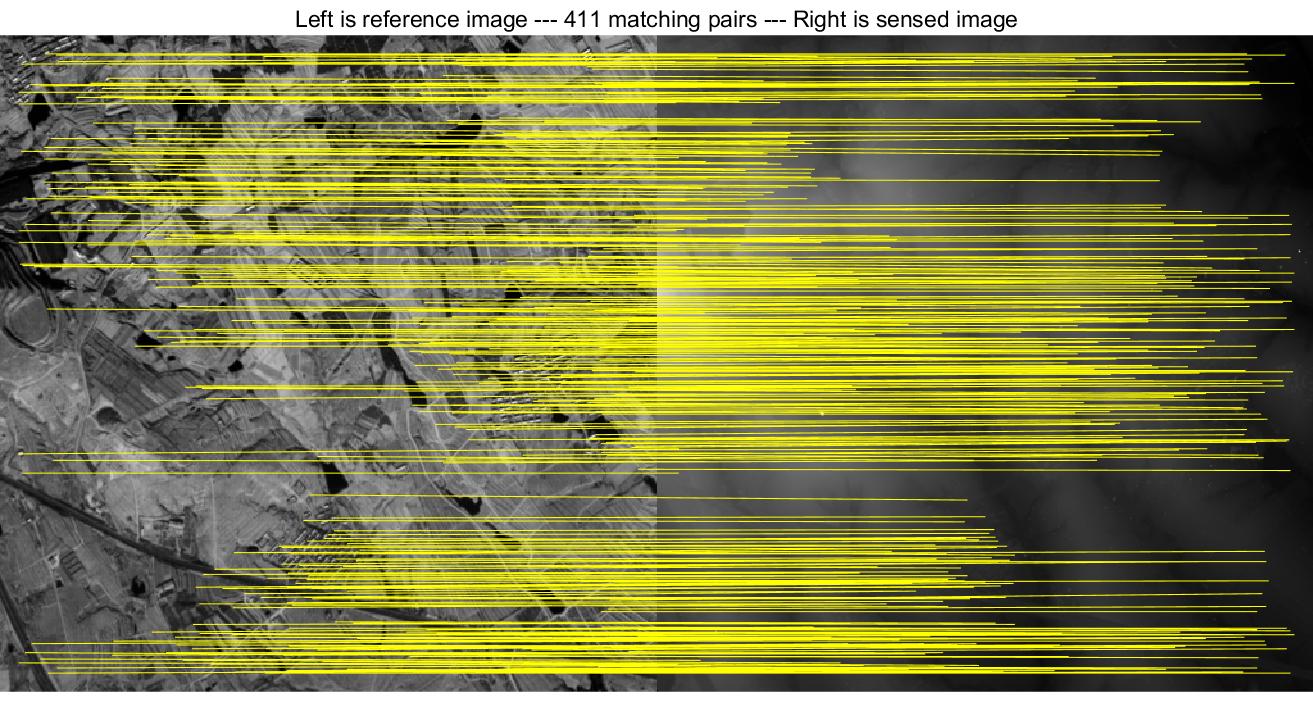 Left is reference image --- 411 matching pairs --- Right is sensed image